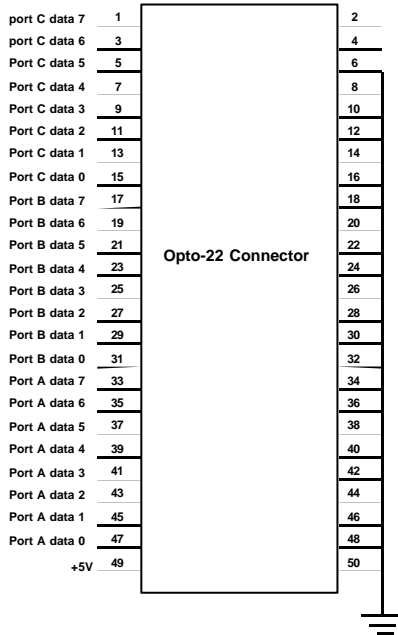 port C data 7 1 2
port C data 6 3 4
Port C data 5 5 6
Port C data 4 7 8
Port C data 3 9 10
Port C data 2 11 12
Port C data 1 13 14
Port C data 0 15 16
Port B data 7 17 18
Port B data 6 19 20
Port B data 5 21 22
Opto-22 Connector
Port B data 4 23 24
Port B data 3 25 26
Port B data 2 27 28
Port B data 1 29 30
Port B data 0 31 32
Port A data 7 33 34
Port A data 6 35 36
Port A data 5 37 38
Port A data 4 39 40
Port A data 3 41 42
Port A data 2 43 44
Port A data 1 45 46
Port A data 0 47 48
+5V 49 50